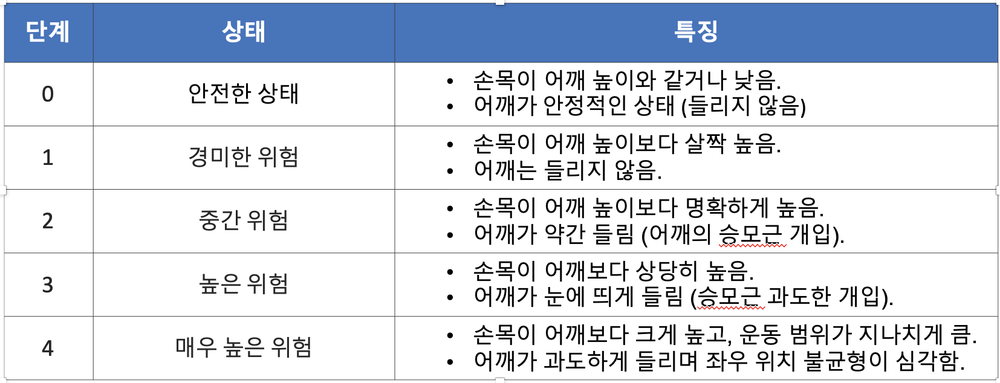 단계 상태 특징
0 안전한 상태
• 손목이 어깨 높이와 같거나 낮음.
• 어깨가 안정적인 상태 (들리지 않음)
1 경미한 위험
• 손목이 어깨 높이보다 살짝 높음.
• 어깨는 들리지 않음.
2 중간 위험
• 손목이 어깨 높이보다 명확하게 높음.
• 어깨가 약간 들림 (어깨의 승모근 개입).
3 높은 위험
• 손목이 어깨보다 상당히 높음.
• 어깨가 눈에 띄게 들림 (승모근 과도한 개입).
4 매우 높은 위험
• 손목이 어깨보다 크게 높고, 운동 범위가 지나치게 큼.
• 어깨가 과도하게 들리며 좌우 위치 불균형이 심각함.